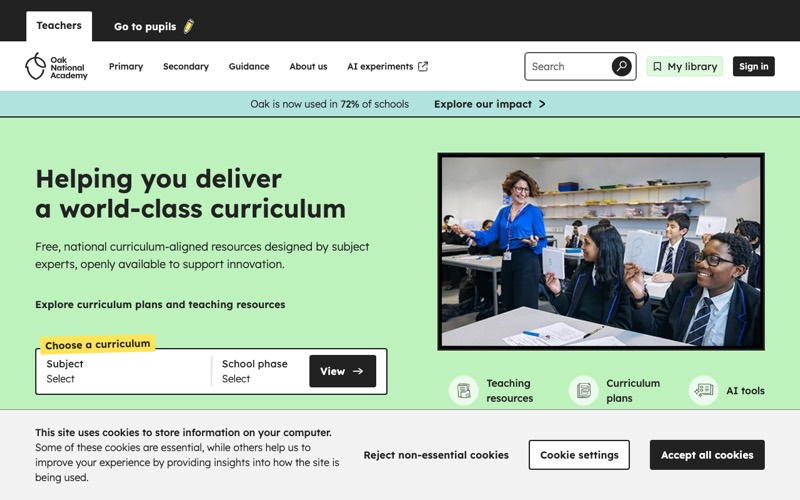 Teachers
Go to pupils
Oak
National
Academy
Primary
Secondary
Guidance
About us
AI experiments
Search
My library
Sign in
Oak is now used in 72% of schools
Explore our impact
Helping you deliver
a world-class curriculum
Free, national curriculum-aligned resources designed by subject
experts, openly available to support innovation.
Explore curriculum plans and teaching resources
Choose a curriculum
Subject
Select
School phase
Select
View
Teaching
resources
Curriculum
plans
AI tools
This site uses cookies to store information on your computer.
Some of these cookies are essential, while others help us to
improve your experience by providing insights into how the site is
being used.
Reject non-essential cookies
Cookie settings
Accept all cookies